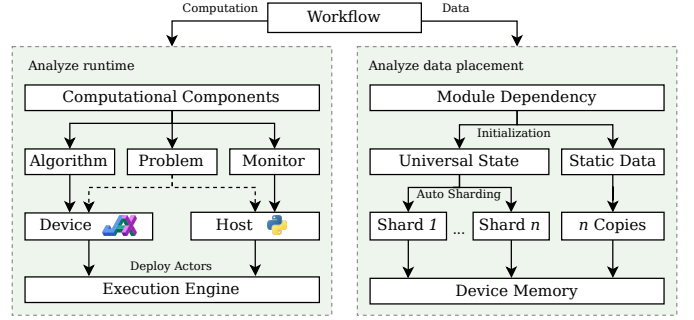 Computation
Workflow
Data
Analyze runtime
Computational Components
Algorithm
Problem
Monitor
Device JAX
Host
Deploy Actors
Execution Engine
Analyze data placement
Module Dependency
Initialization
Universal State
Static Data
Auto Sharding
Shard 1
...
Shard n
n Copies
Device Memory